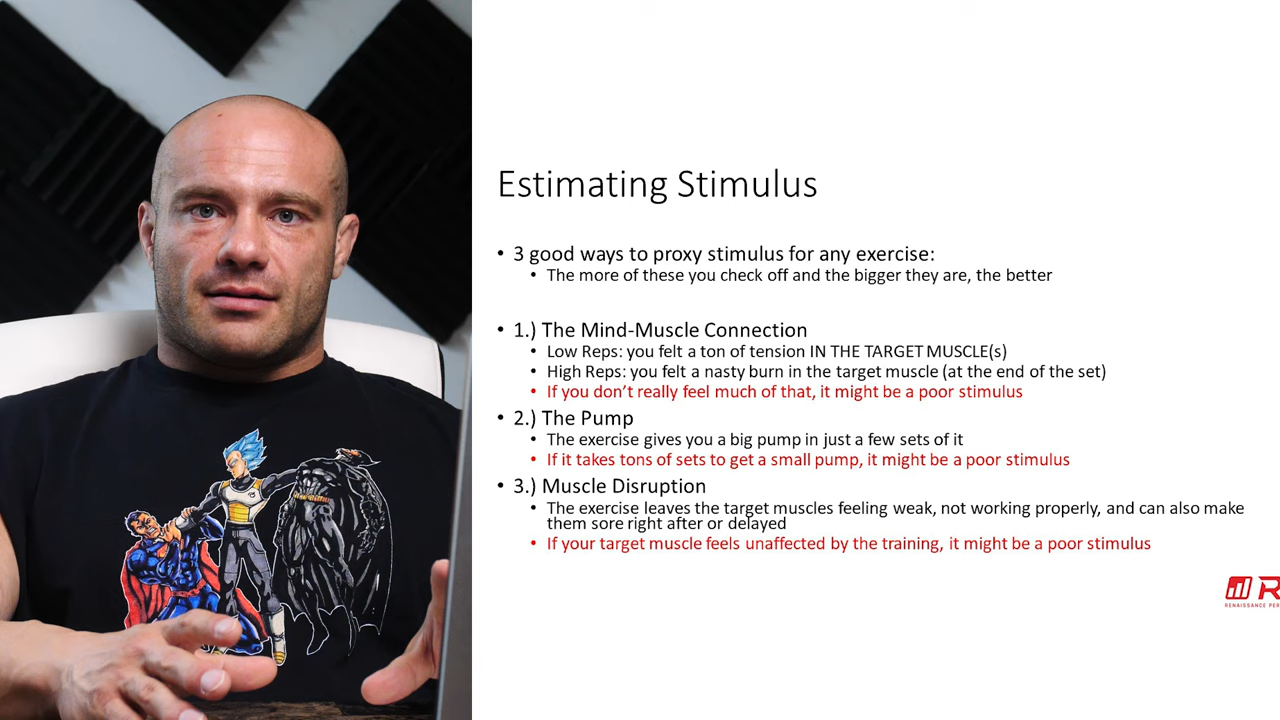 Estimating Stimulus
• 3 good ways to proxy stimulus for any exercise:
• The more of these you check off and the bigger they are, the better
• 1.) The Mind-Muscle Connection
• Low Reps: you felt a ton of tension IN THE TARGET MUSCLE(s)
• High Reps: you felt a nasty burn in the target muscle (at the end of the set)
• If you don't really feel much of that, it might be a poor stimulus
• 2.) The Pump
• The exercise gives you a big pump in just a few sets of it
• If it takes tons of sets to get a small pump, it might be a poor stimulus
• 3.) Muscle Disruption
• The exercise leaves the target muscles feeling weak, not working properly, and can also make
them sore right after or delayed
• If your target muscle feels unaffected by the training, it might be a poor stimulus
R
RENAISSANCE PER